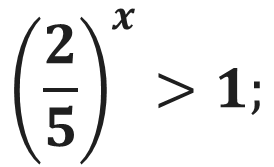 (2/5)^x > 1;